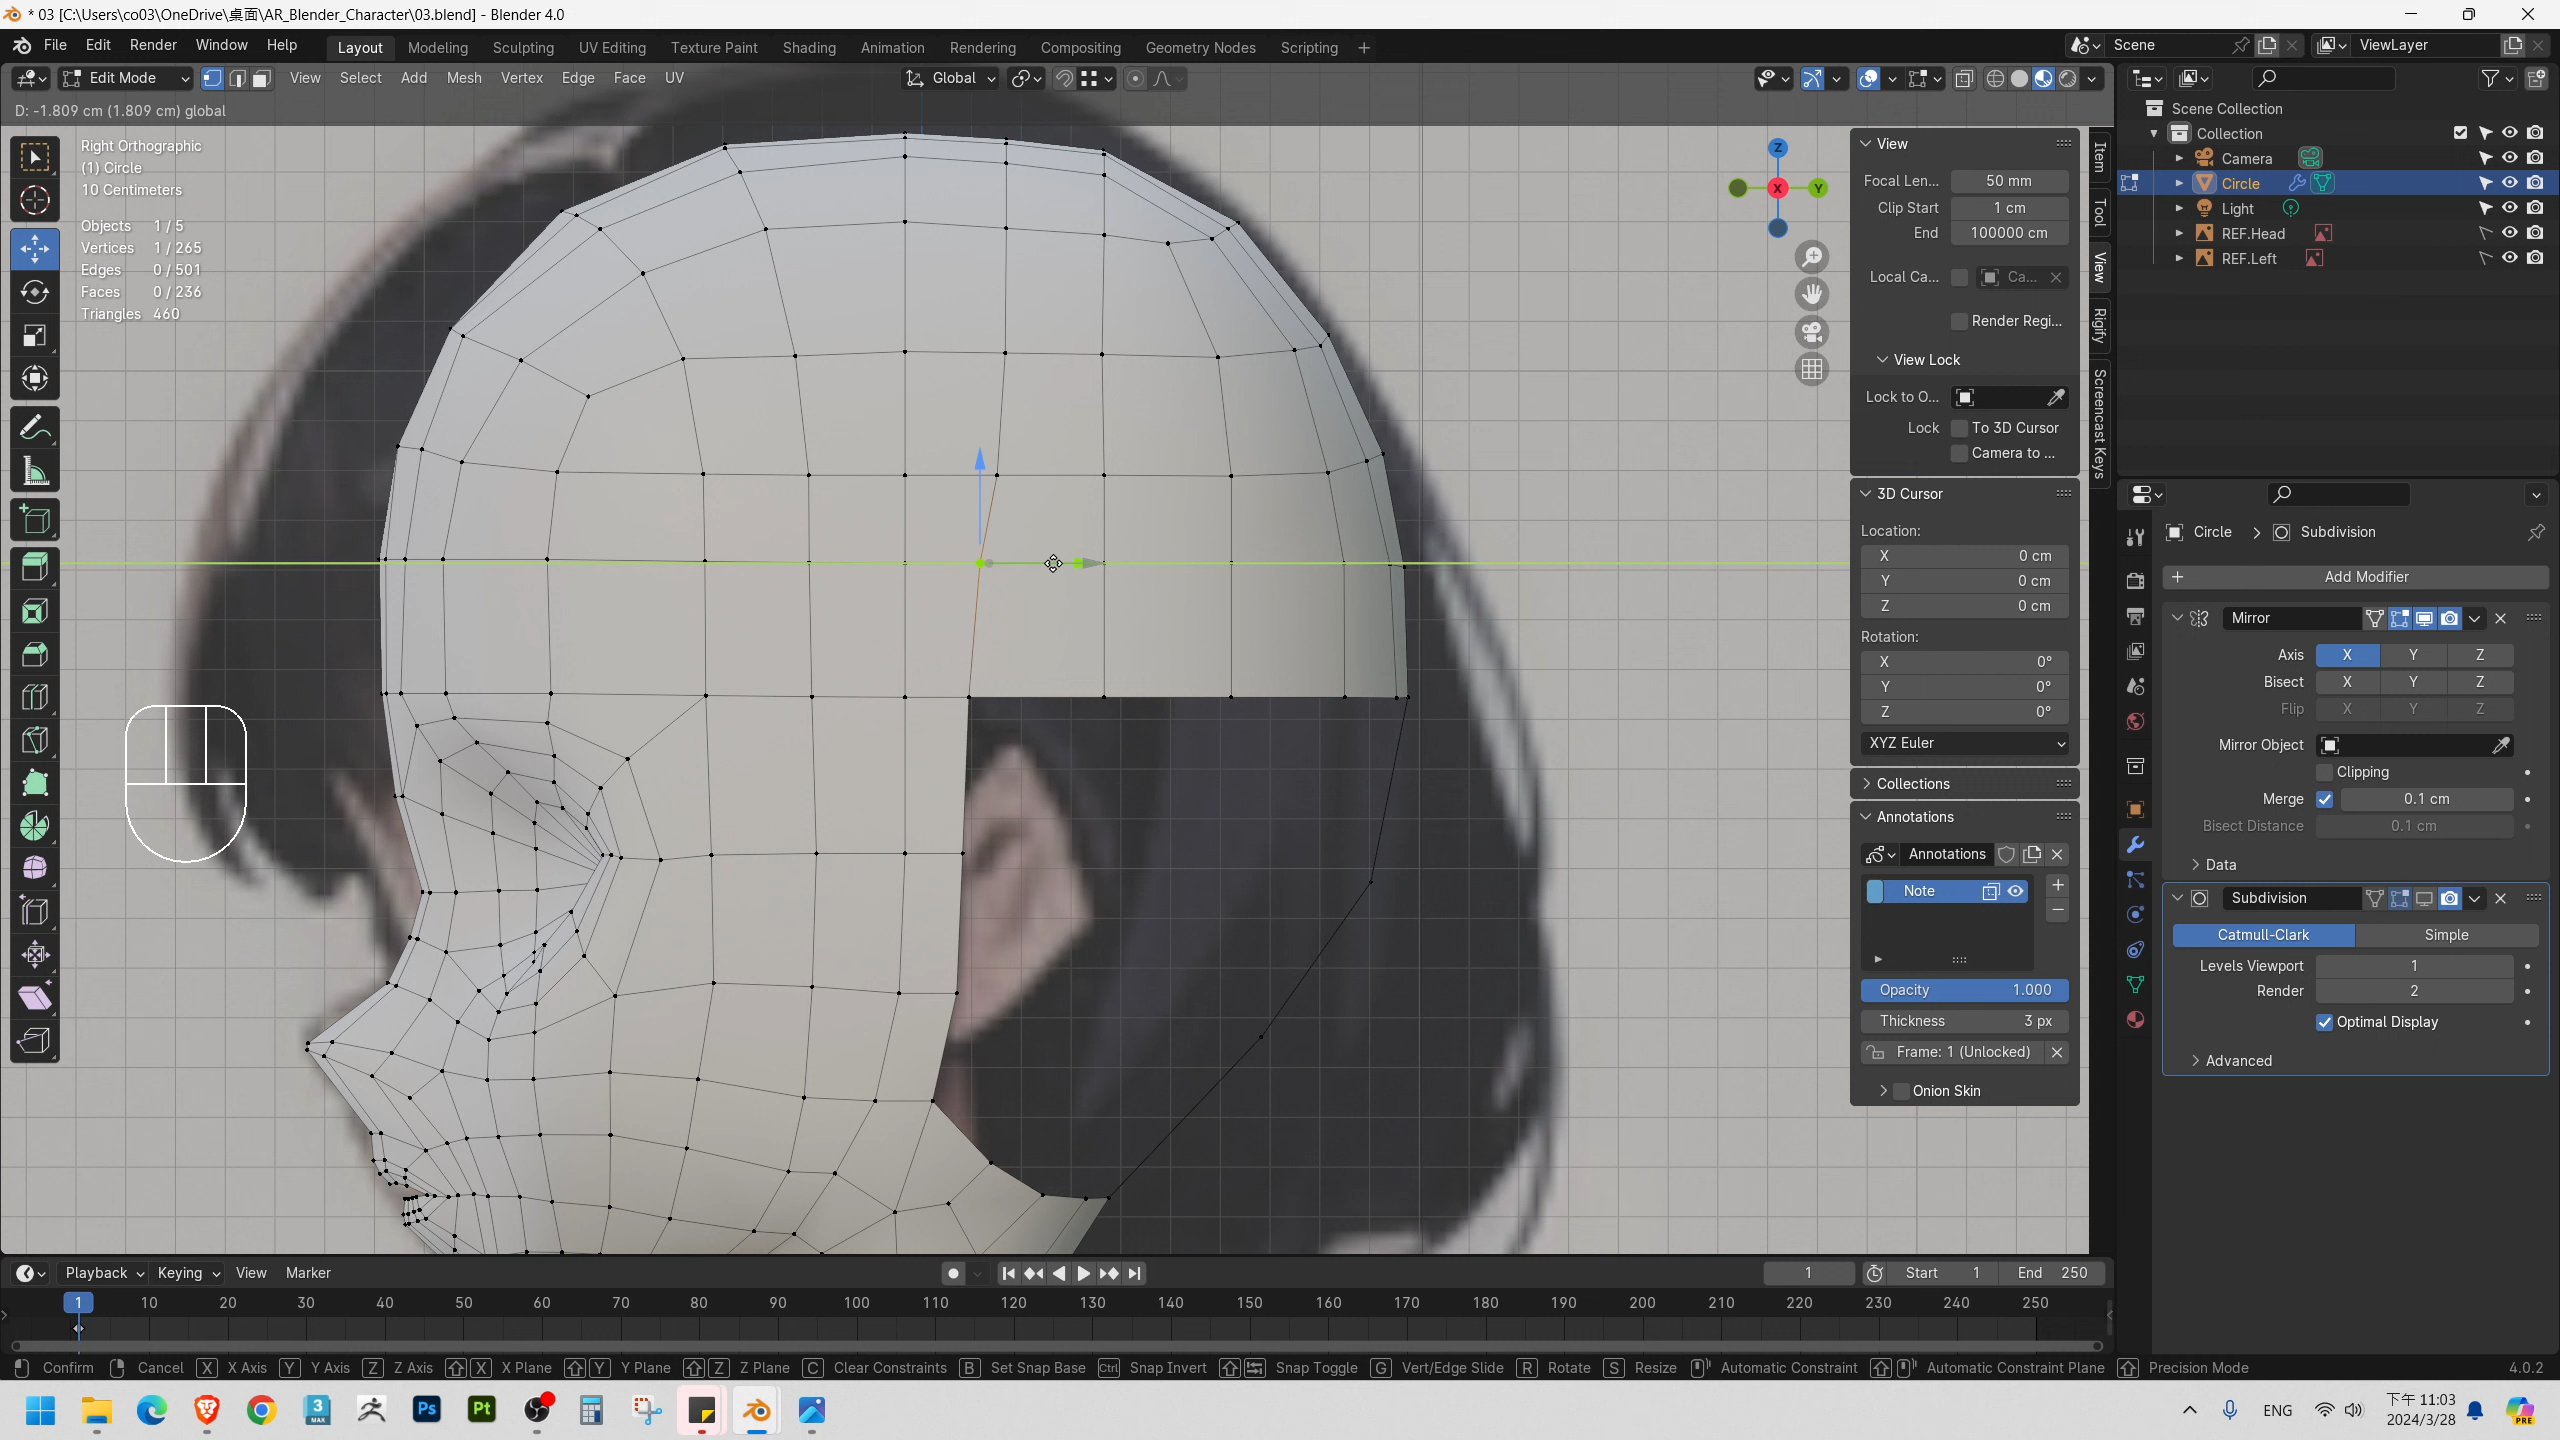 * 03 [C:\Users\co03\OneDrive\桌面\AR_Blender_Character\03.blend] - Blender 4.0
File Edit Render Window Help Layout Modeling Sculpting UV Editing Texture Paint Shading Animation Rendering Compositing Geometry Nodes Scripting + Scene ViewLayer
Edit Mode View Select Add Mesh Vertex Edge Face UV Global
D: -1.809 cm (1.809 cm) global
Right Orthographic
(1) Circle
10 Centimeters
Objects 1 / 5
Vertices 1 / 265
Edges 0 / 501
Faces 0 / 236
Triangles 460
Z
X
Y
View
Focal Len... 50 mm
Clip Start 1 cm
End 100000 cm
Local Ca... Ca...
Render Regi...
View Lock
Lock to O...
Lock To 3D Cursor
Camera to ...
3D Cursor
Location:
X 0 cm
Y 0 cm
Z 0 cm
Rotation:
X 0°
Y 0°
Z 0°
XYZ Euler
Collections
Annotations
Annotations
Note
Opacity 1.000
Thickness 3 px
Frame: 1 (Unlocked)
Onion Skin
Item
Tool
View
Rigify
Screencast Keys
Scene Collection
Collection
Camera
Circle
Light
REF.Head
REF.Left
Circle > Subdivision
+ Add Modifier
Mirror
Axis X Y Z
Bisect X Y Z
Flip X Y Z
Mirror Object
Clipping
Merge 0.1 cm
Bisect Distance 0.1 cm
Data
Subdivision
Catmull-Clark Simple
Levels Viewport 1
Render 2
Optimal Display
Advanced
Playback Keying View Marker 1 Start 1 End 250
1 10 20 30 40 50 60 70 80 90 100 110 120 130 140 150 160 170 180 190 200 210 220 230 240 250
Confirm Cancel X X Axis Y Y Axis Z Z Axis X X Plane Y Y Plane Z Z Plane C Clear Constraints B Set Snap Base Ctrl Snap Invert Snap Toggle G Vert/Edge Slide R Rotate S Resize Automatic Constraint Automatic Constraint Plane Precision Mode 4.0.2
3 MAX Ps Pt ENG 下午 11:03 PRE
2024/3/28